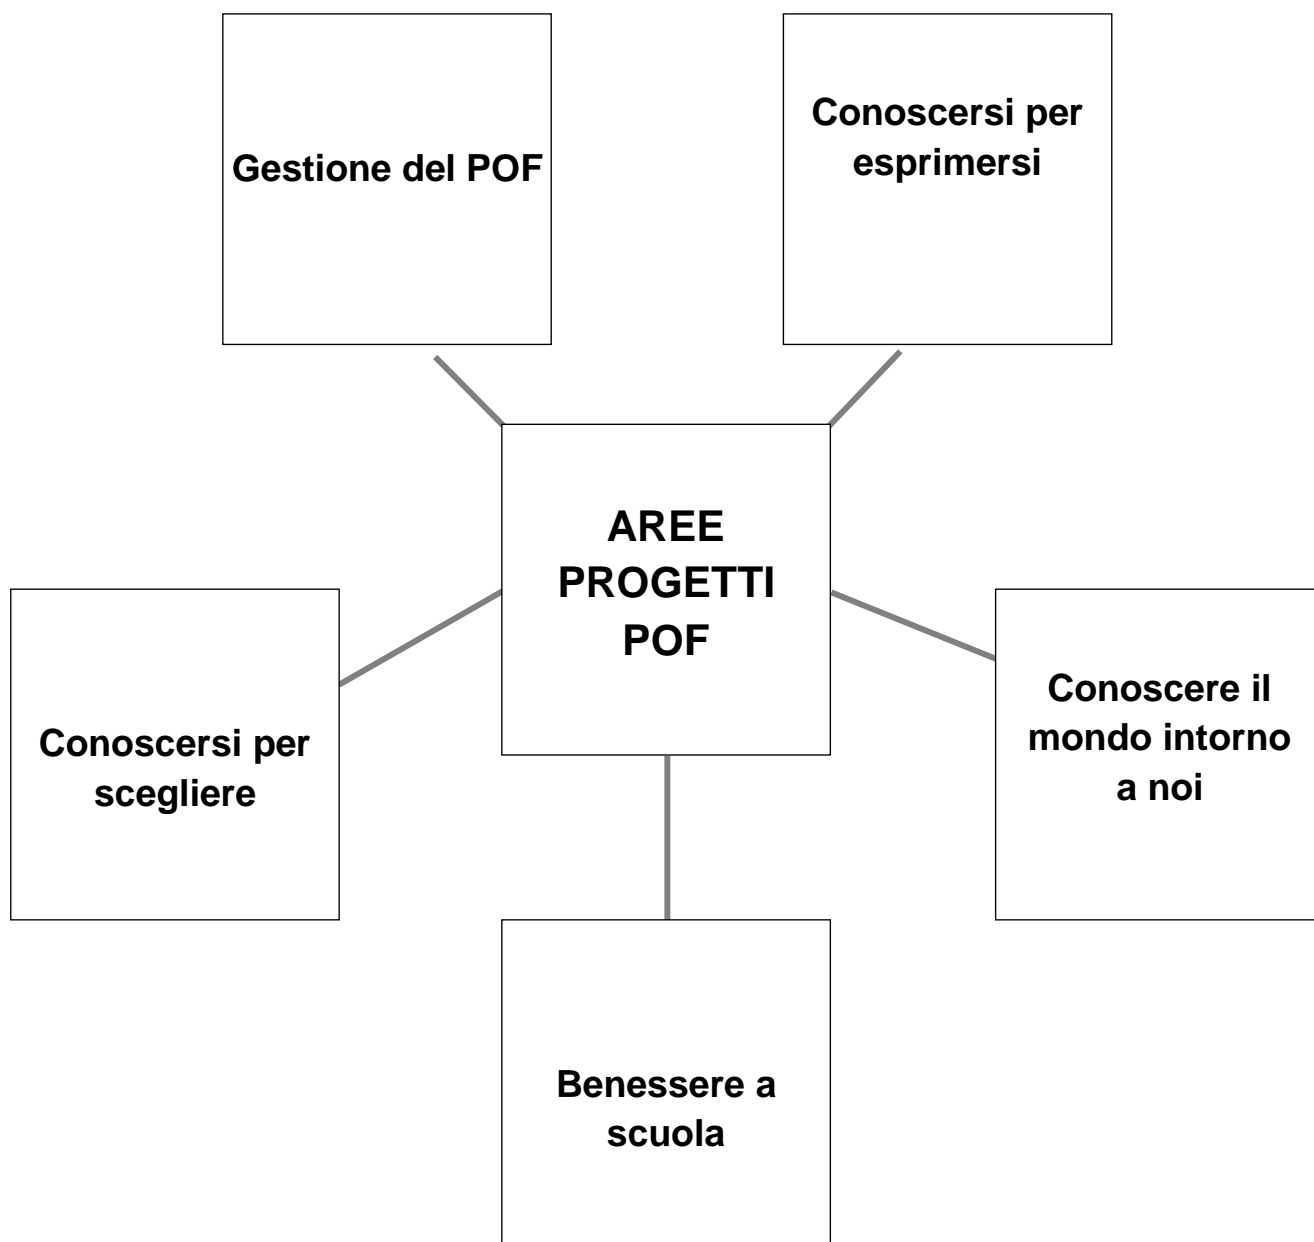 Gestione del POF
Conoscersi per
esprimersi
AREE
PROGETTI
POF
Conoscersi per
scegliere
Conoscere il
mondo intorno
a noi
Benessere a
scuola